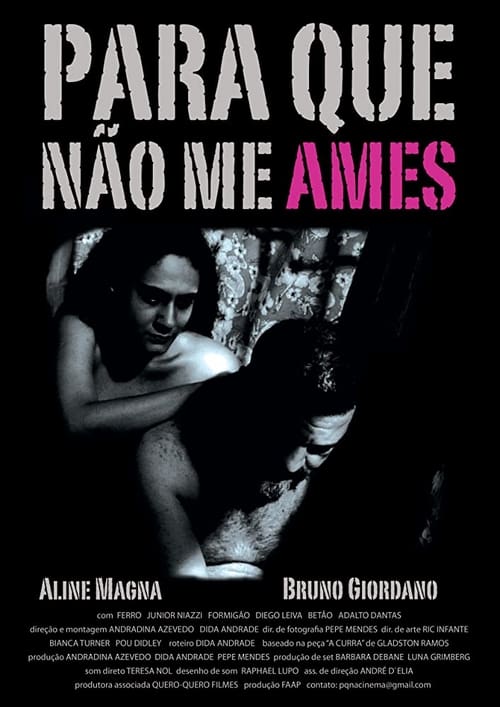 PARA QUE
NÃO ME AMES
ALINE MAGNA BRUNO GIORDANO
com FERRO JUNIOR NIAZZI FORMIGÃO DIEGO LEIVA BETÃO ADALTO DANTAS
direção e montagem ANDRADINA AZEVEDO DIDA ANDRADE dir. de fotografia PEPE MENDES dir. de arte RIC INFANTE
BIANCA TURNER POU DIDLEY roteiro DIDA ANDRADE baseado na peça "A CURRA" de GLADSTON RAMOS
produção ANDRADINA AZEVEDO DIDA ANDRADE PEPE MENDES produção de set BARBARA DEBANE LUNA GRIMBERG
som direto TERESA NOL desenho de som RAPHAEL LUPO ass. de direção ANDRÉ D´ELIA
produtora associada QUERO-QUERO FILMES produção FAAP contato: pqnacinema@gmail.com